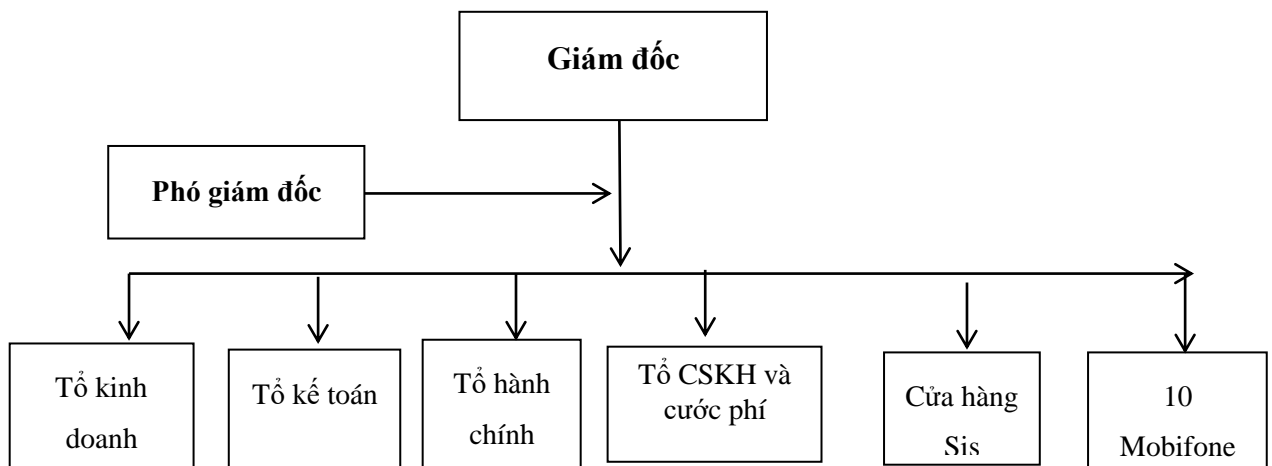 Giám đốc
Phó giám đốc
Tổ kinh
doanh
Tổ kế toán
Tổ hành
chính
Tổ CSKH và
cước phí
Cửa hàng
Sis
10
Mobifone